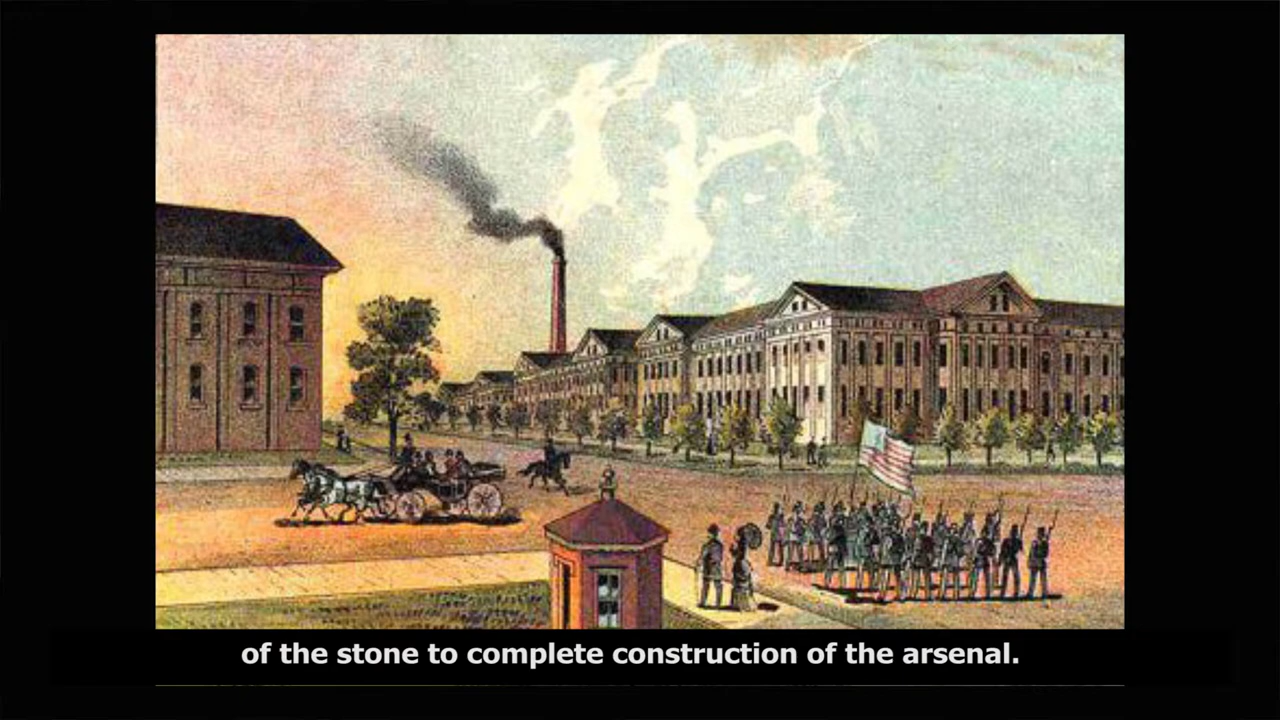 of the stone to complete construction of the arsenal.